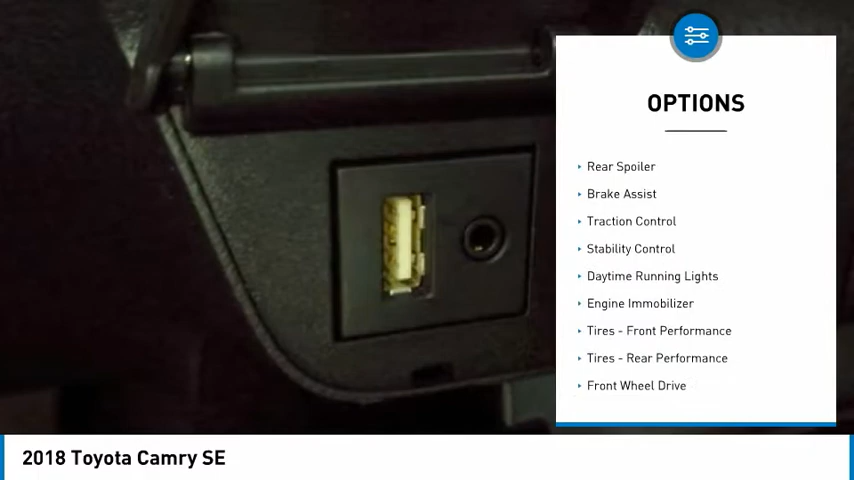 OPTIONS
Rear Spoiler
Brake Assist
Traction Control
Stability Control
Daytime Running Lights
Engine Immobilizer
Tires - Front Performance
Tires - Rear Performance
Front Wheel Drive
2018 Toyota Camry SE